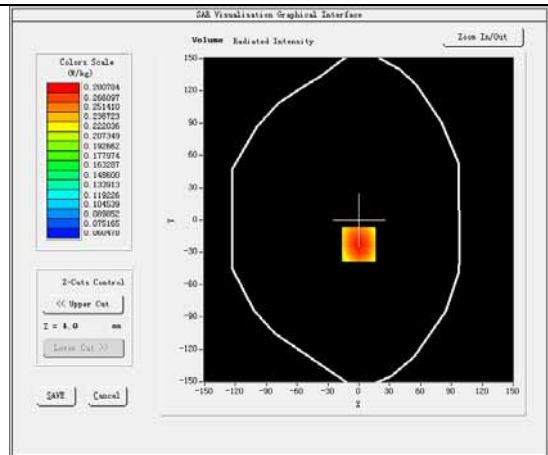 SAR Visualisation Graphical Interface
Volume Radiated Intensity
Zoom In/Out
Colors Scale
(W/kg)
0.280784
0.266097
0.251410
0.236723
0.222036
0.207349
0.192662
0.177974
0.163287
0.148600
0.133913
0.119226
0.104539
0.089852
0.075165
0.060478
Z-Cuts Control
<< Upper Cut
Z = 4.0 mm
Lower Cut >>
SAVE Cancel
150
120
90
60
30
0
-30
-60
-90
-120
-150
Y
-150 -120 -90 -60 -30 0 30 60 90 120 150
X